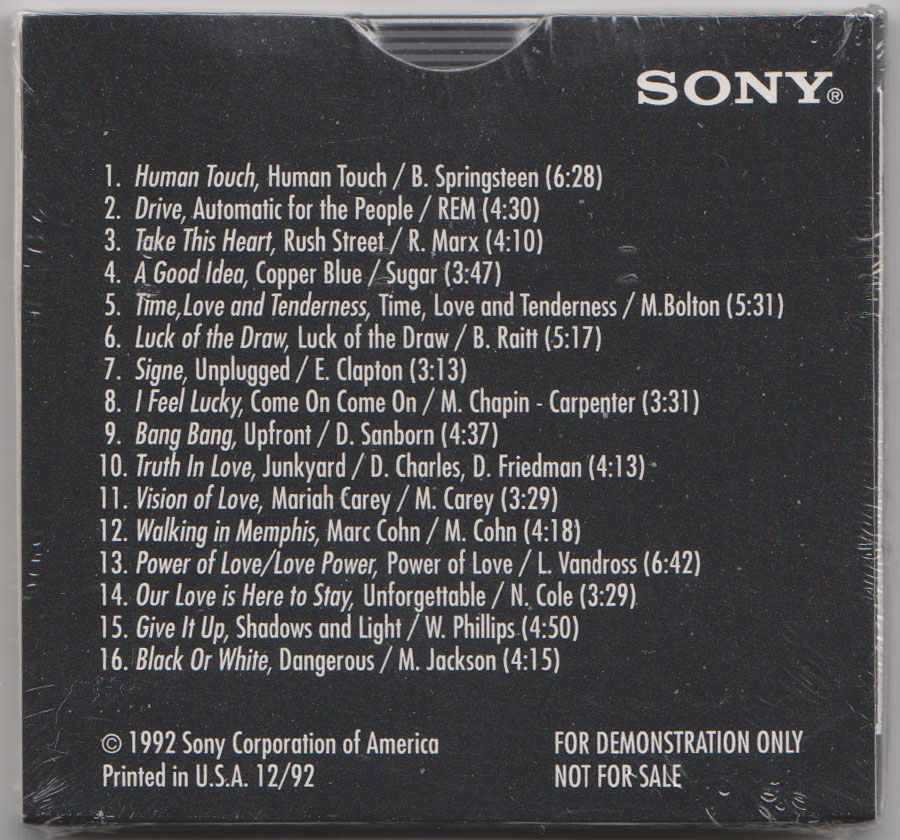 SONY®
1. Human Touch, Human Touch / B. Springsteen (6:28)
2. Drive, Automatic for the People / REM (4:30)
3. Take This Heart, Rush Street / R. Marx (4:10)
4. A Good Idea, Copper Blue / Sugar (3:47)
5. Time,Love and Tenderness, Time, Love and Tenderness / M.Bolton (5:31)
6. Luck of the Draw, Luck of the Draw / B. Raitt (5:17)
7. Signe, Unplugged / E. Clapton (3:13)
8. I Feel Lucky, Come On Come On / M. Chapin - Carpenter (3:31)
9. Bang Bang, Upfront / D. Sanborn (4:37)
10. Truth In Love, Junkyard / D. Charles, D. Friedman (4:13)
11. Vision of Love, Mariah Carey / M. Carey (3:29)
12. Walking in Memphis, Marc Cohn / M. Cohn (4:18)
13. Power of Love/Love Power, Power of Love / L. Vandross (6:42)
14. Our Love is Here to Stay, Unforgettable / N. Cole (3:29)
15. Give It Up, Shadows and Light / W. Phillips (4:50)
16. Black Or White, Dangerous / M. Jackson (4:15)
© 1992 Sony Corporation of America
Printed in U.S.A. 12/92
FOR DEMONSTRATION ONLY
NOT FOR SALE